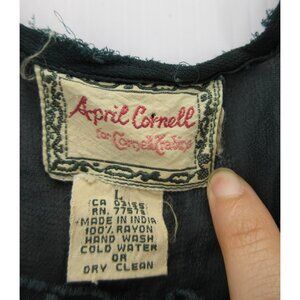 April Cornell
for Cornell Trading
L
CA 03155
RN. 77575
MADE IN INDIA
100% RAYON
HAND WASH
COLD WATER
OR
DRY CLEAN